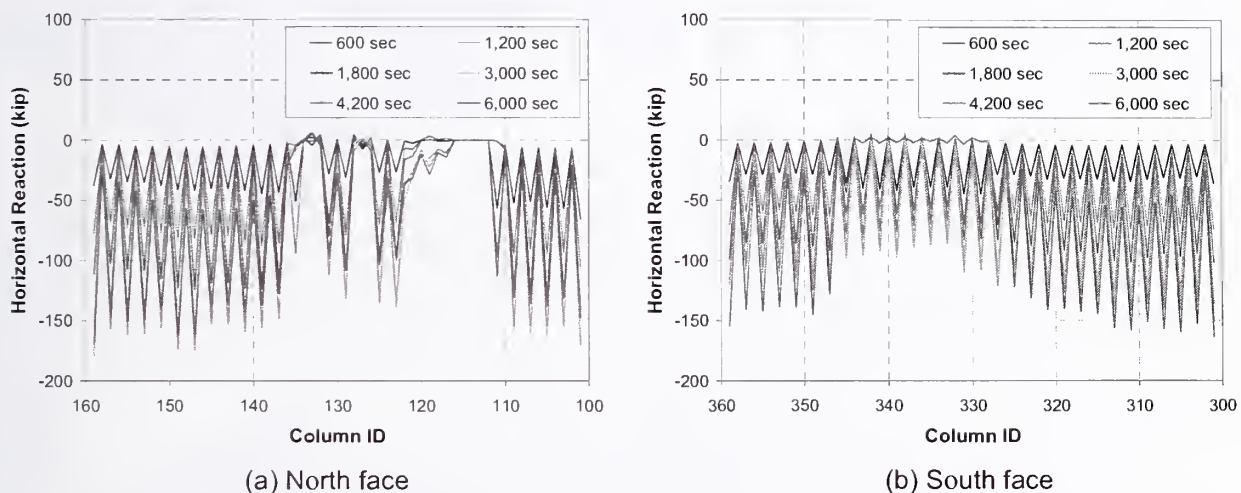 100
50
0
-50
-100
-150
-200
Horizontal Reaction (kip)
600 sec
1,200 sec
1,800 sec
3,000 sec
4,200 sec
6,000 sec
160
150
140
130
120
110
100
Column ID
(a) North face
100
50
0
-50
-100
-150
-200
Horizontal Reaction (kip)
600 sec
1,200 sec
1,800 sec
3,000 sec
4,200 sec
6,000 sec
360
350
340
330
320
310
300
Column ID
(b) South face